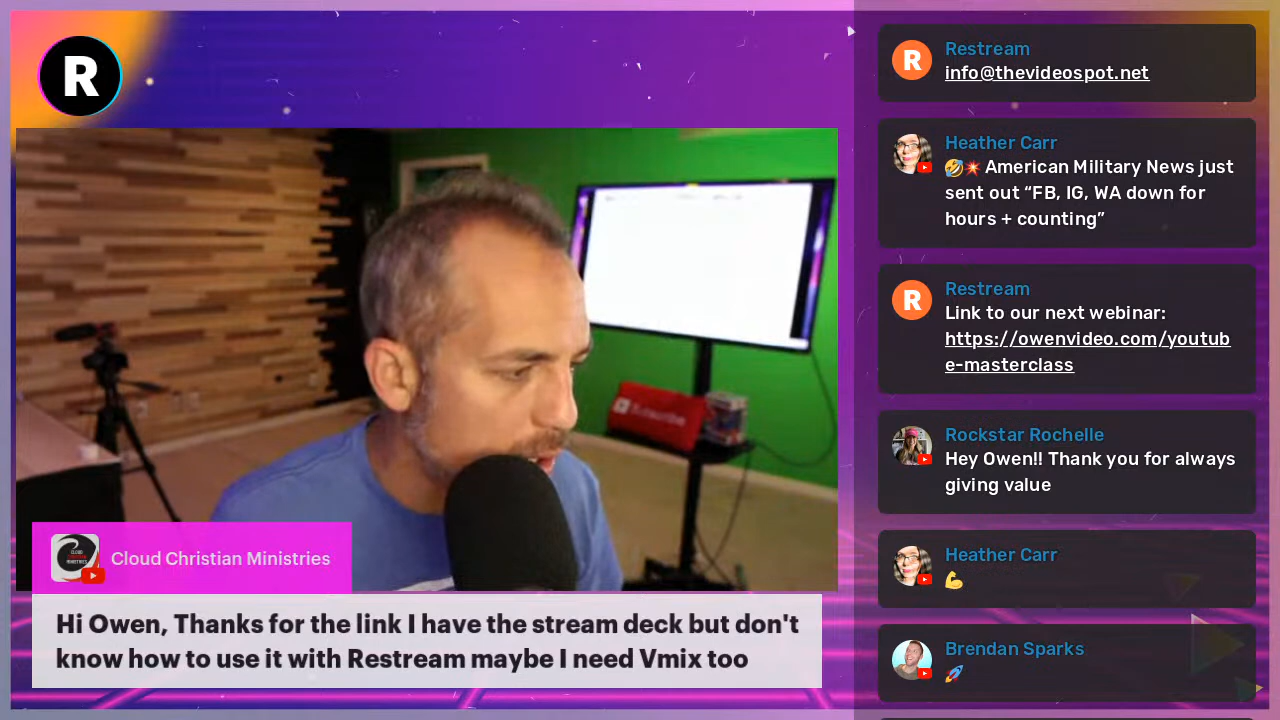 R
Subscribe
Cloud Christian Ministries
Hi Owen, Thanks for the link I have the stream deck but don't
know how to use it with Restream maybe I need Vmix too
R
Restream
info@thevideospot.net
Heather Carr
🤣💥 American Military News just
sent out “FB, IG, WA down for
hours + counting”
R
Restream
Link to our next webinar:
https://owenvideo.com/youtub
e-masterclass
Rockstar Rochelle
Hey Owen!! Thank you for always
giving value
Heather Carr
💪
Brendan Sparks
🚀